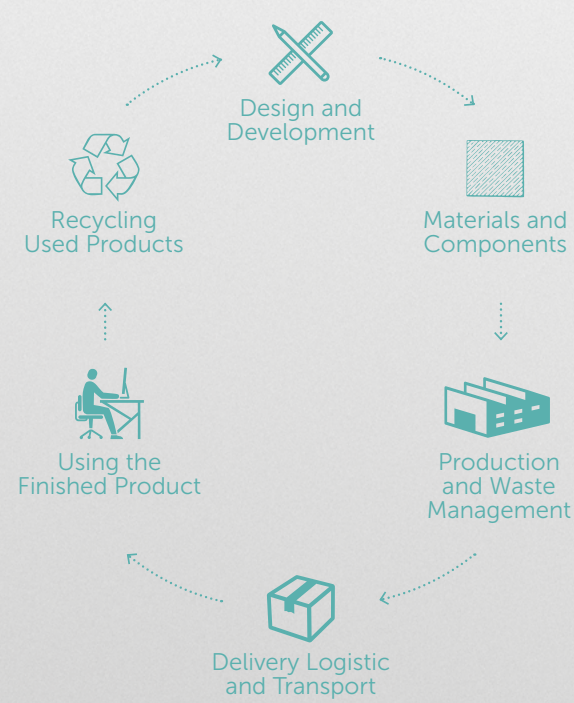 Design and
Development
Materials and
Components
Production
and Waste
Management
Delivery Logistic
and Transport
Using the
Finished Product
Recycling
Used Products